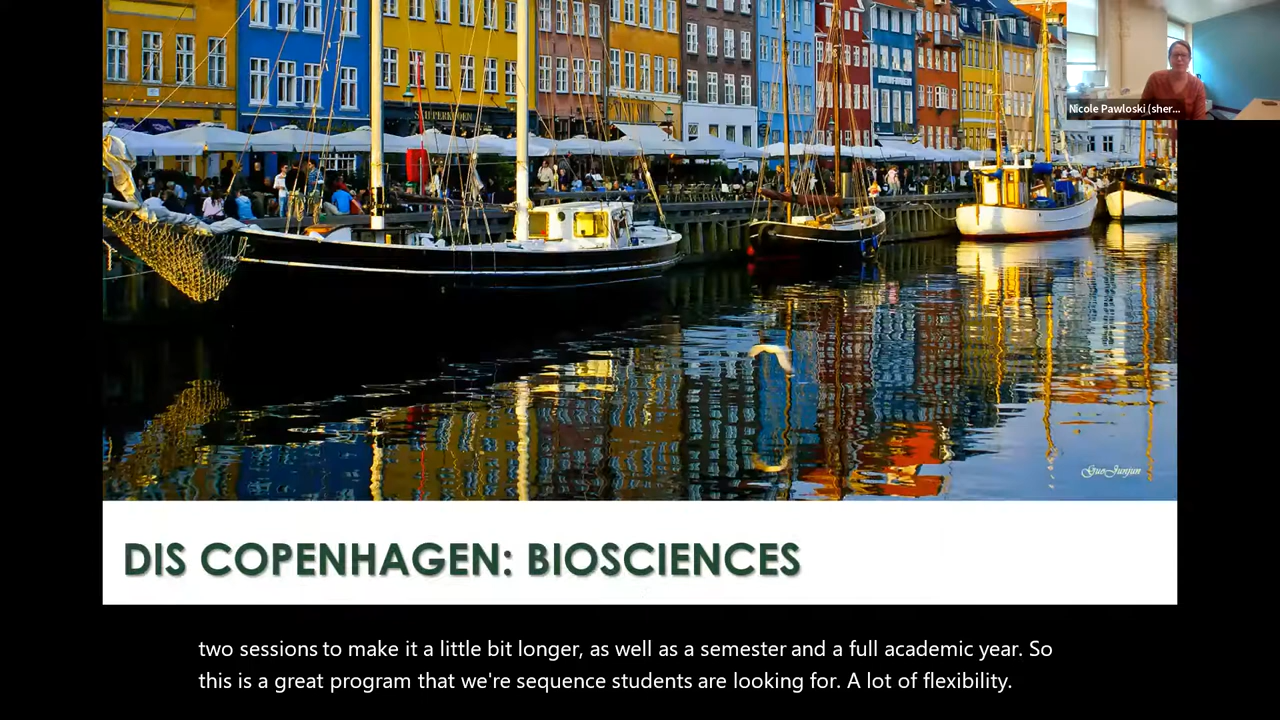 Nicole Pawloski (sher...
GuoJunjun
DIS COPENHAGEN: BIOSCIENCES
two sessions to make it a little bit longer, as well as a semester and a full academic year. So
this is a great program that we're sequence students are looking for. A lot of flexibility.